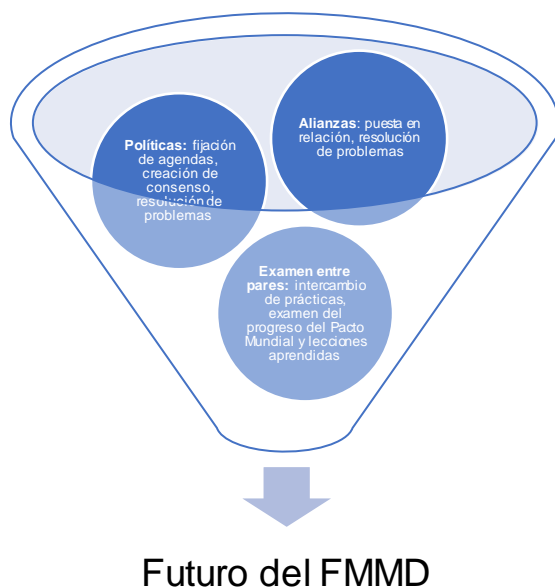 Políticas: fijación
de agendas,
creación de
consenso,
resolución de
problemas
Alianzas: puesta en
relación, resolución
de problemas
Examen entre
pares: intercambio
de prácticas,
examen del
progreso del Pacto
Mundial y lecciones
aprendidas
Futuro del FMMD